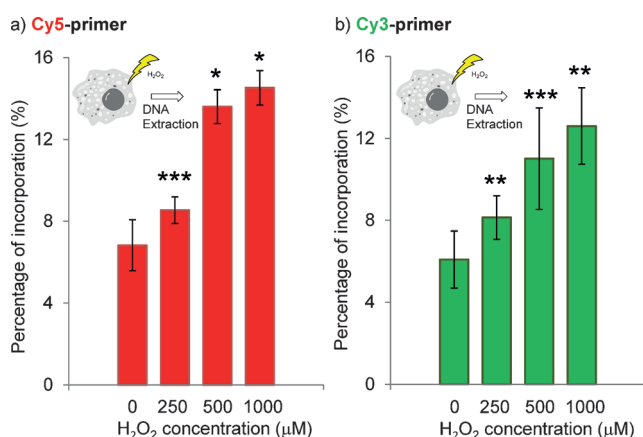 a) Cy5-primer
Percentage of incorporation (%)
16
12
8
4
0
H₂O₂
DNA
Extraction
***
*
*
0 250 500 1000
H₂O₂ concentration (μM)
b) Cy3-primer
Percentage of incorporation (%)
16
12
8
4
0
H₂O₂
DNA
Extraction
**
***
**
0 250 500 1000
H₂O₂ concentration (μM)